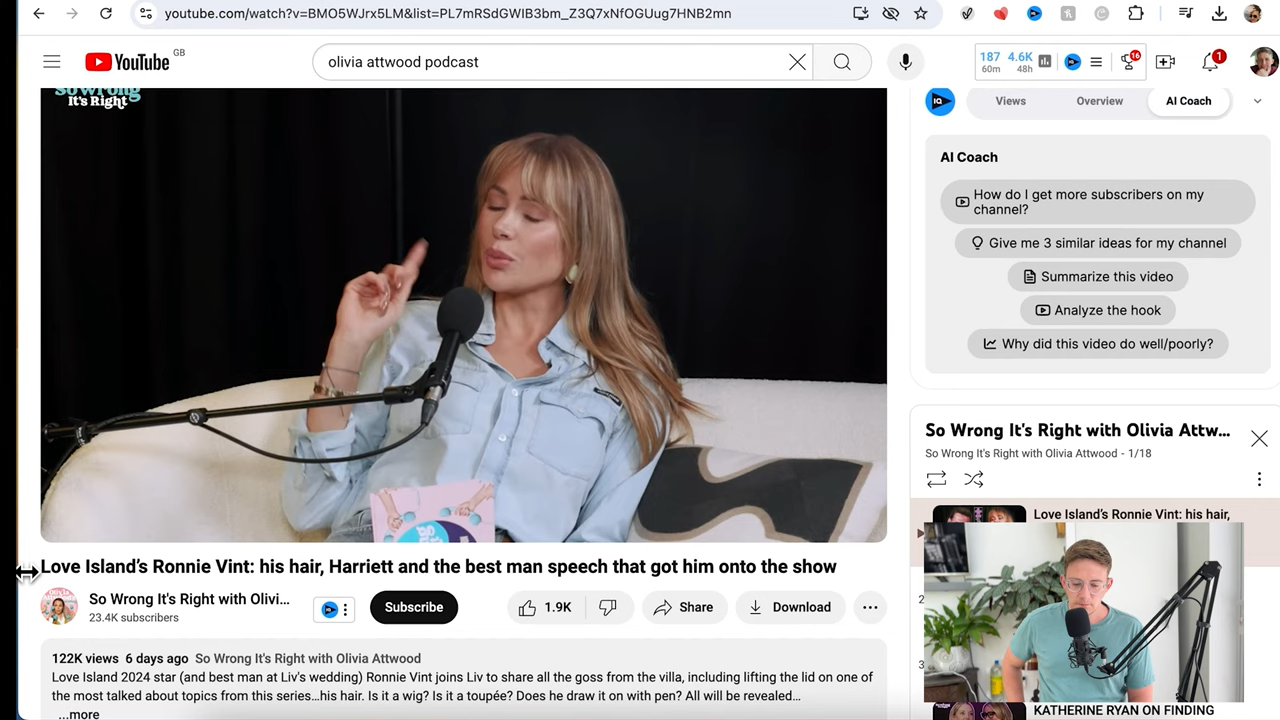 youtube.com/watch?v=BMO5WJrx5LM&list=PL7mRSdGWIB3bm_Z3Q7xNfOGUug7HNB2mn
YouTube GB
olivia attwood podcast
187 4.6K
60m 48h
16
1
So Wrong
It's Right
IQ
Views
Overview
AI Coach
AI Coach
How do I get more subscribers on my
channel?
Give me 3 similar ideas for my channel
Summarize this video
Analyze the hook
Why did this video do well/poorly?
So Wrong It's Right with Olivia Attw...
So Wrong It's Right with Olivia Attwood - 1/18
Love Island's Ronnie Vint: his hair,
2
3
KATHERINE RYAN ON FINDING
Love Island's Ronnie Vint: his hair, Harriett and the best man speech that got him onto the show
So Wrong It's Right with Olivi...
23.4K subscribers
Subscribe
1.9K
Share
Download
122K views 6 days ago So Wrong It's Right with Olivia Attwood
Love Island 2024 star (and best man at Liv's wedding) Ronnie Vint joins Liv to share all the goss from the villa, including lifting the lid on one of
the most talked about topics from this series...his hair. Is it a wig? Is it a toupée? Does he draw it on with pen? All will be revealed...
...more